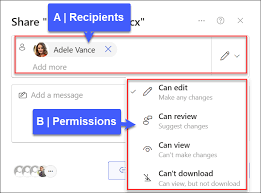 Share "
x"
A | Recipients
Adele Vance
Add more
Add a message
B | Permissions
Can edit
Make any changes
Can review
Suggest changes
Can view
Can't make changes
Can't download
Can view, but not download